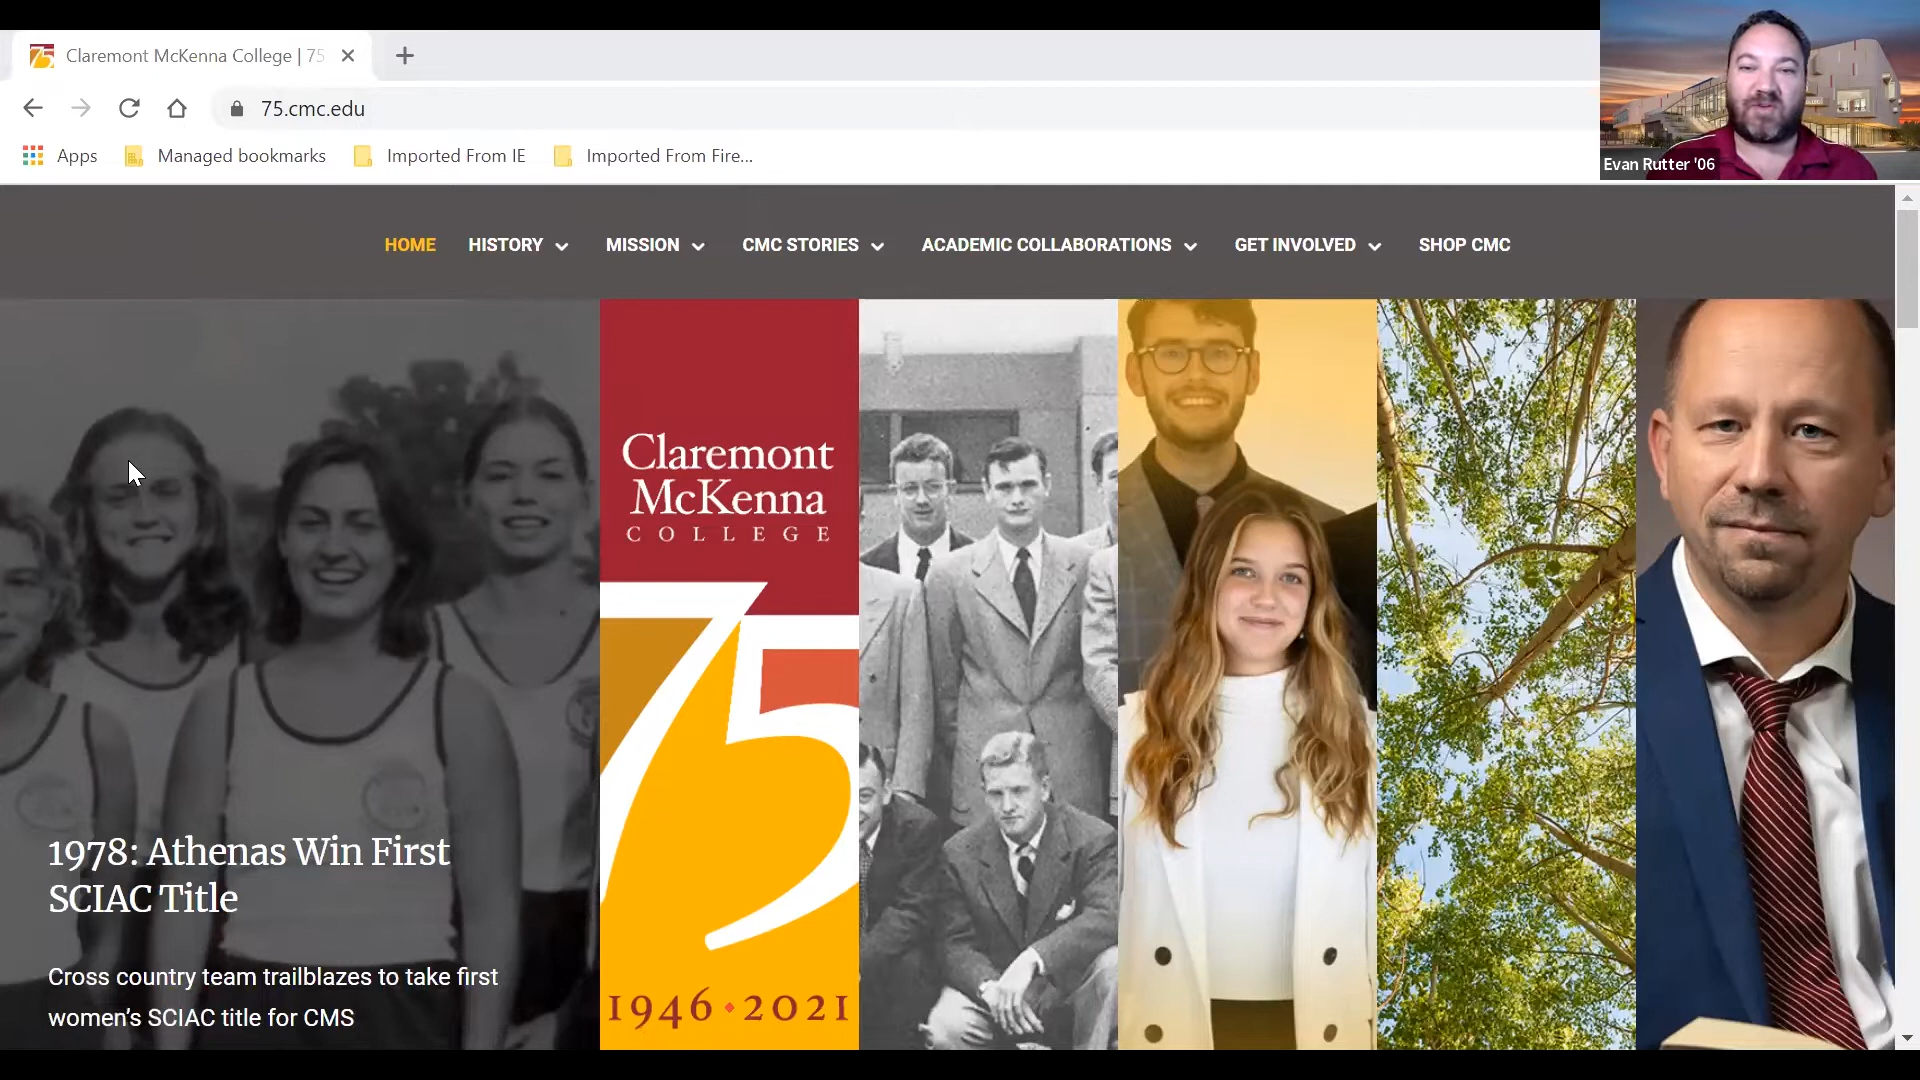 Claremont McKenna College | 75
75.cmc.edu
Apps
Managed bookmarks
Imported From IE
Imported From Fire...
Evan Rutter '06
HOME
HISTORY
MISSION
CMC STORIES
ACADEMIC COLLABORATIONS
GET INVOLVED
SHOP CMC
Claremont
McKenna
COLLEGE
75
1946 • 2021
1978: Athenas Win First
SCIAC Title
Cross country team trailblazes to take first
women’s SCIAC title for CMS